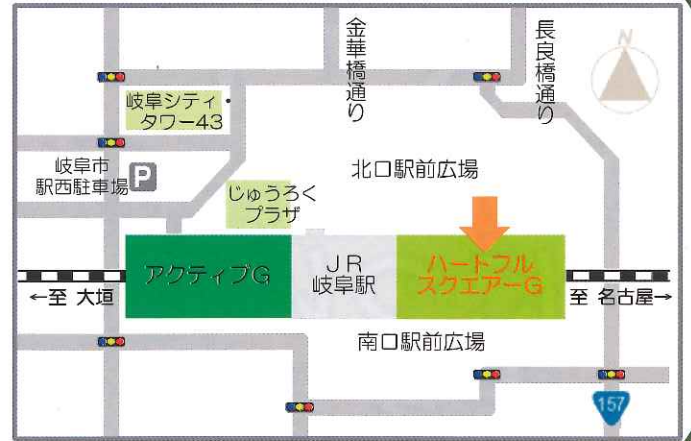 金華橋通り
長良橋通り
N
岐阜シティ
タワー43
岐阜市
駅西駐車場
P
北口駅前広場
じゅうろく
プラザ
アクティブG
JR
岐阜駅
ハートフル
スクエアーG
←至 大垣
至 名古屋→
南口駅前広場
157